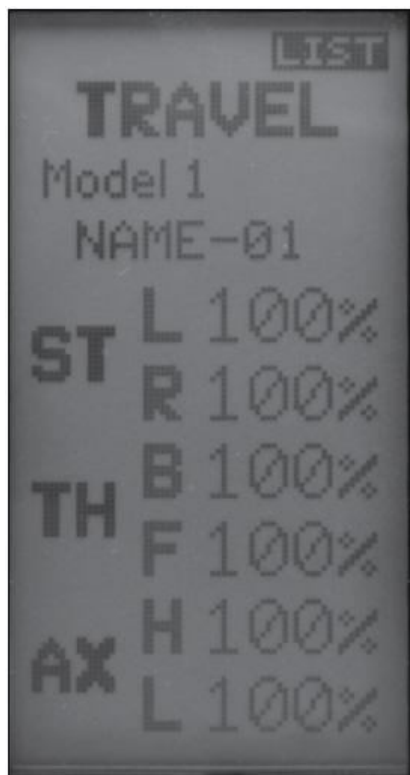 LIST
TRAVEL
Model 1
NAME-01
ST L 100%
R 100%
TH B 100%
F 100%
AX H 100%
L 100%